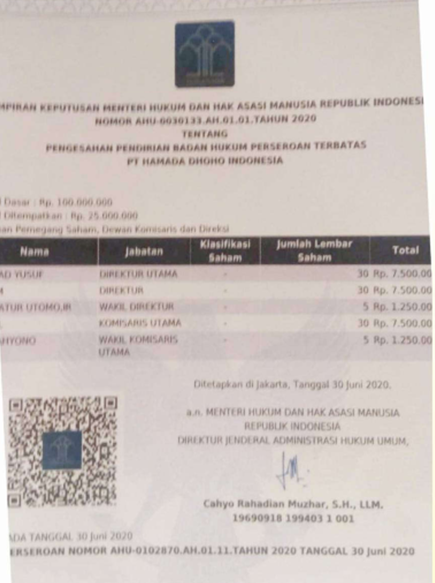 MPIRAN KEPUTUSAN MENTERI HUKUM DAN HAK ASASI MANUSIA REPUBLIK INDONESI
NOMOR AHU-0030133.AH.01.01.TAHUN 2020
TENTANG
PENGESAHAN PENDIRIAN BADAN HUKUM PERSEROAN TERBATAS
PT HAMADA DHOHO INDONESIA
Dasar : Rp. 100.000.000
Ditempatkan : Rp. 25.000.000
an Pemegang Saham, Dewan Komisaris dan Direksi
Nama Jabatan Klasifikasi Saham Jumlah Lembar Saham Total
AD YUSUF DIREKTUR UTAMA - 30 Rp. 7.500.00
DIREKTUR - 30 Rp. 7.500.00
ATUR UTOMO,IR WAKIL DIREKTUR - 5 Rp. 1.250.00
KOMISARIS UTAMA - 30 Rp. 7.500.00
HYONO WAKIL KOMISARIS UTAMA - 5 Rp. 1.250.00
Ditetapkan di Jakarta, Tanggal 30 Juni 2020.
a.n. MENTERI HUKUM DAN HAK ASASI MANUSIA
REPUBLIK INDONESIA
DIREKTUR JENDERAL ADMINISTRASI HUKUM UMUM,
Cahyo Rahadian Muzhar, S.H., LLM.
19690918 199403 1 001
ADA TANGGAL 30 Juni 2020
ERSEROAN NOMOR AHU-0102870.AH.01.11.TAHUN 2020 TANGGAL 30 Juni 2020